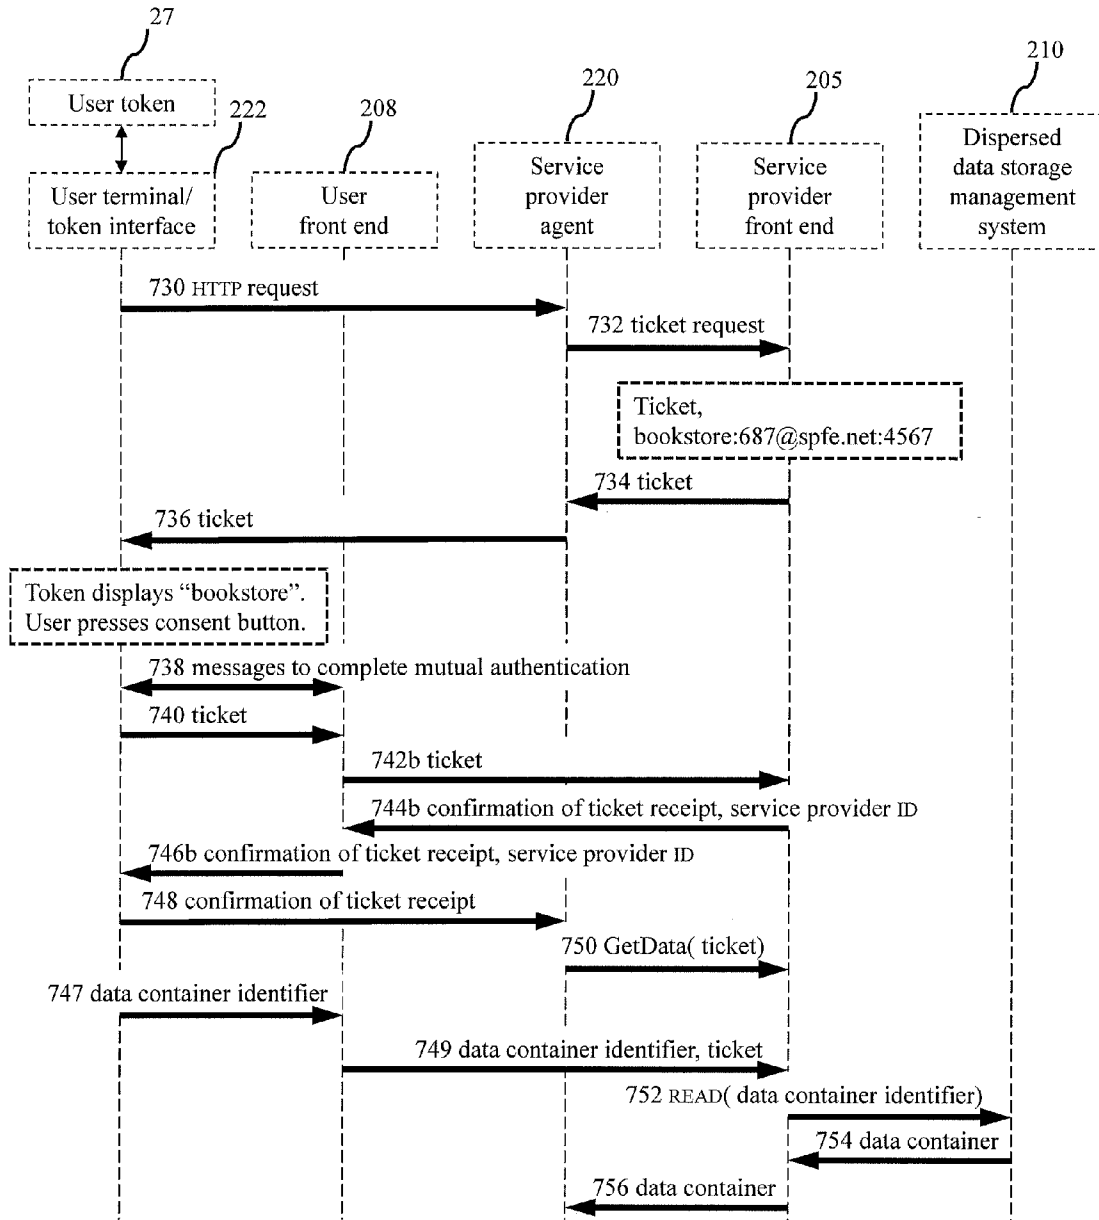 27
220
205
210
User token
222
208
Dispersed
data storage
management
system
Service
provider
agent
Service
provider
front end
User terminal/
token interface
User
front end
730 HTTP request
732 ticket request
Ticket,
bookstore:687@spfe.net:4567
734 ticket
736 ticket
Token displays “bookstore”.
User presses consent button.
738 messages to complete mutual authentication
740 ticket
742b ticket
744b confirmation of ticket receipt, service provider ID
746b confirmation of ticket receipt, service provider ID
748 confirmation of ticket receipt
750 GetData( ticket)
747 data container identifier
749 data container identifier, ticket
752 READ( data container identifier)
754 data container
756 data container